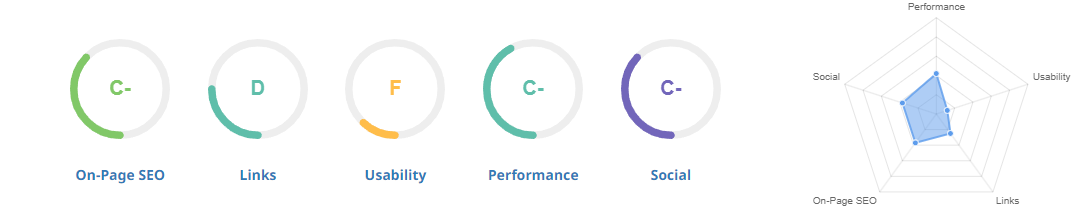 C-
D
F
C-
C-
On-Page SEO
Links
Usability
Performance
Social
Performance
Social
Usability
On-Page SEO
Links